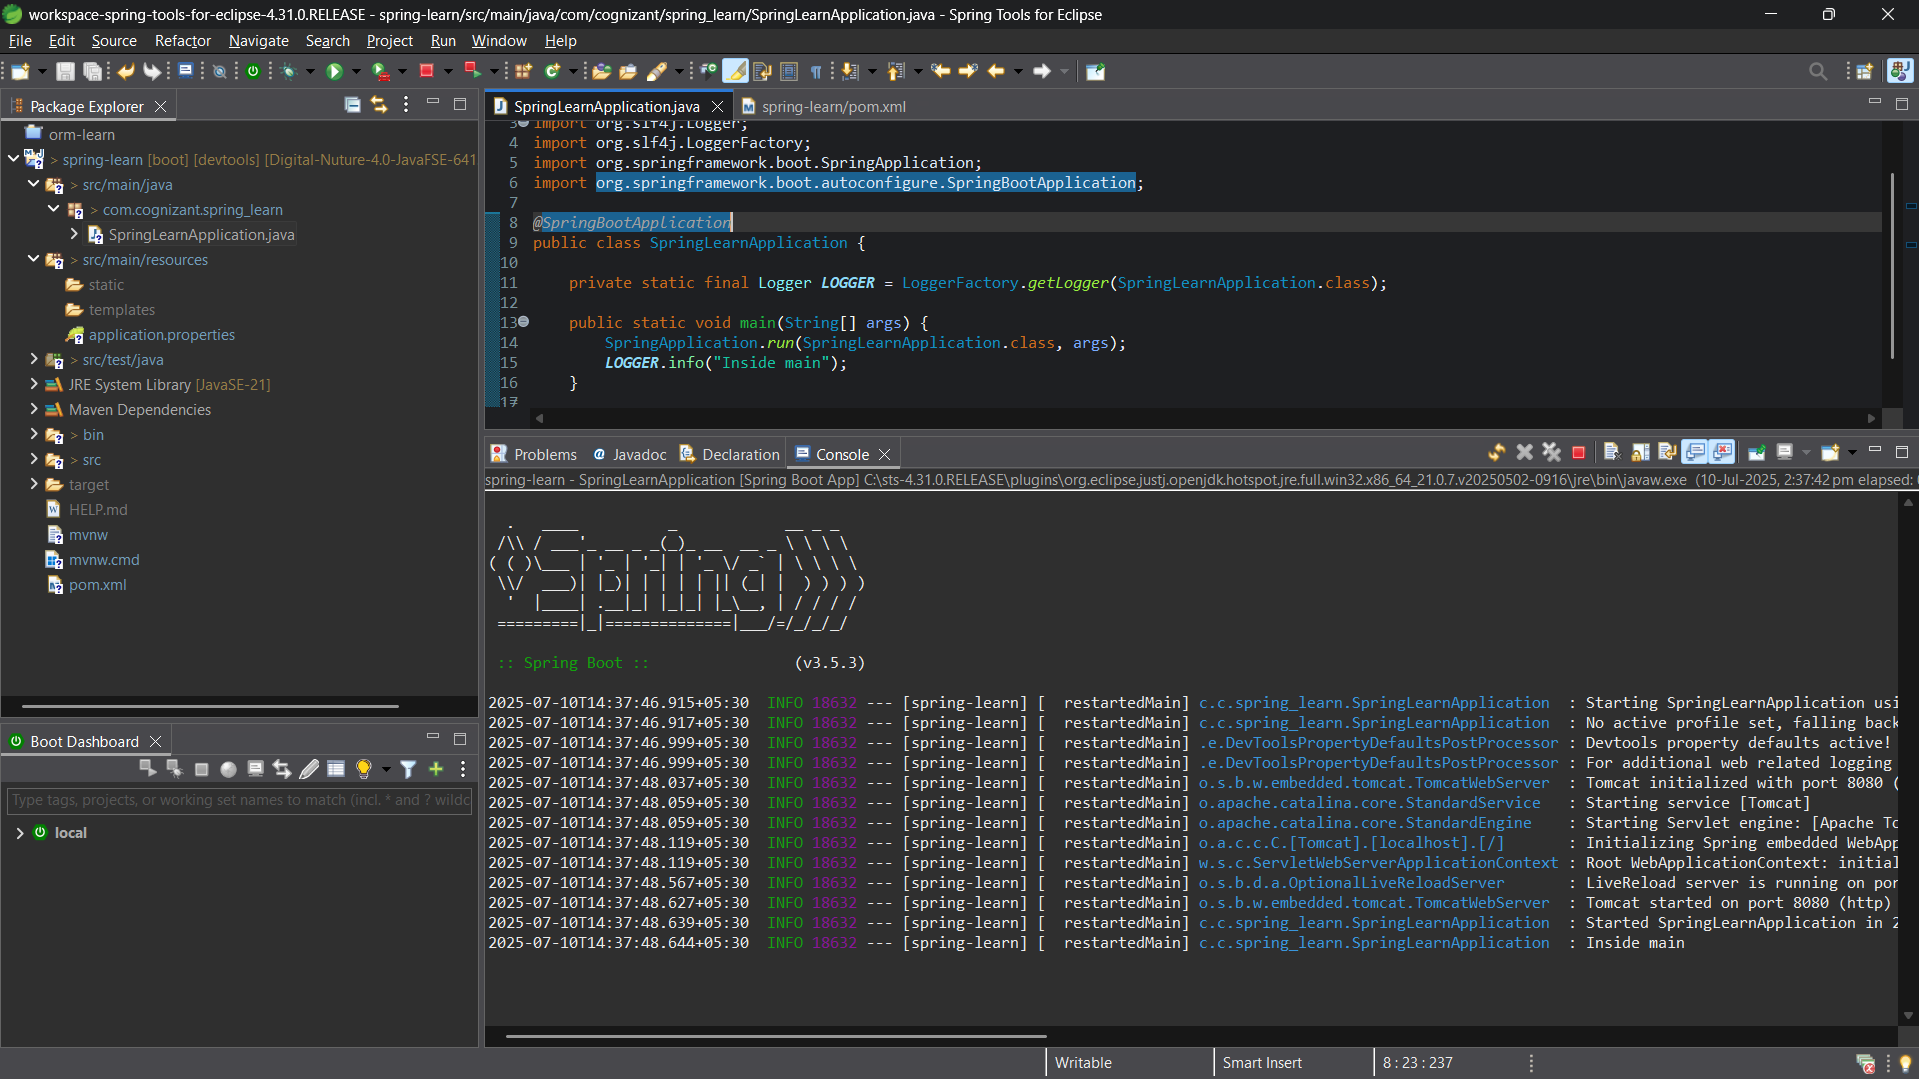 workspace-spring-tools-for-eclipse-4.31.0.RELEASE - spring-learn/src/main/java/com/cognizant/spring_learn/SpringLearnApplication.java - Spring Tools for Eclipse
File Edit Source Refactor Navigate Search Project Run Window Help
Package Explorer
orm-learn
> spring-learn [boot] [devtools] [Digital-Nuture-4.0-JavaFSE-641
> src/main/java
> com.cognizant.spring_learn
SpringLearnApplication.java
> src/main/resources
static
templates
application.properties
> src/test/java
JRE System Library [JavaSE-21]
Maven Dependencies
> bin
> src
target
HELP.md
mvnw
mvnw.cmd
pom.xml
Boot Dashboard
Type tags, projects, or working set names to match (incl. * and ? wildc
local
SpringLearnApplication.java
spring-learn/pom.xml
3 import org.slf4j.Logger;
4 import org.slf4j.LoggerFactory;
5 import org.springframework.boot.SpringApplication;
6 import org.springframework.boot.autoconfigure.SpringBootApplication;
7
8 @SpringBootApplication
9 public class SpringLearnApplication {
10
11 private static final Logger LOGGER = LoggerFactory.getLogger(SpringLearnApplication.class);
12
13 public static void main(String[] args) {
14 SpringApplication.run(SpringLearnApplication.class, args);
15 LOGGER.info("Inside main");
16 }
17
Problems @ Javadoc Declaration Console
spring-learn - SpringLearnApplication [Spring Boot App] C:\sts-4.31.0.RELEASE\plugins\org.eclipse.justj.openjdk.hotspot.jre.full.win32.x86_64_21.0.7.v20250502-0916\jre\bin\javaw.exe (10-Jul-2025, 2:37:42 pm elapsed:
Spring
:: Spring Boot :: (v3.5.3)
2025-07-10T14:37:46.915+05:30 INFO 18632 --- [spring-learn] [ restartedMain] c.c.spring_learn.SpringLearnApplication : Starting SpringLearnApplication usi
2025-07-10T14:37:46.917+05:30 INFO 18632 --- [spring-learn] [ restartedMain] c.c.spring_learn.SpringLearnApplication : No active profile set, falling back
2025-07-10T14:37:46.999+05:30 INFO 18632 --- [spring-learn] [ restartedMain] .e.DevToolsPropertyDefaultsPostProcessor : Devtools property defaults active!
2025-07-10T14:37:46.999+05:30 INFO 18632 --- [spring-learn] [ restartedMain] .e.DevToolsPropertyDefaultsPostProcessor : For additional web related logging
2025-07-10T14:37:48.037+05:30 INFO 18632 --- [spring-learn] [ restartedMain] o.s.b.w.embedded.tomcat.TomcatWebServer : Tomcat initialized with port 8080 (
2025-07-10T14:37:48.059+05:30 INFO 18632 --- [spring-learn] [ restartedMain] o.apache.catalina.core.StandardService : Starting service [Tomcat]
2025-07-10T14:37:48.059+05:30 INFO 18632 --- [spring-learn] [ restartedMain] o.apache.catalina.core.StandardEngine : Starting Servlet engine: [Apache To
2025-07-10T14:37:48.119+05:30 INFO 18632 --- [spring-learn] [ restartedMain] o.a.c.c.C.[Tomcat].[localhost].[/] : Initializing Spring embedded WebApp
2025-07-10T14:37:48.119+05:30 INFO 18632 --- [spring-learn] [ restartedMain] w.s.c.ServletWebServerApplicationContext : Root WebApplicationContext: initial
2025-07-10T14:37:48.567+05:30 INFO 18632 --- [spring-learn] [ restartedMain] o.s.b.d.a.OptionalLiveReloadServer : LiveReload server is running on por
2025-07-10T14:37:48.627+05:30 INFO 18632 --- [spring-learn] [ restartedMain] o.s.b.w.embedded.tomcat.TomcatWebServer : Tomcat started on port 8080 (http)
2025-07-10T14:37:48.639+05:30 INFO 18632 --- [spring-learn] [ restartedMain] c.c.spring_learn.SpringLearnApplication : Started SpringLearnApplication in 2
2025-07-10T14:37:48.644+05:30 INFO 18632 --- [spring-learn] [ restartedMain] c.c.spring_learn.SpringLearnApplication : Inside main
Writable Smart Insert 8 : 23 : 237